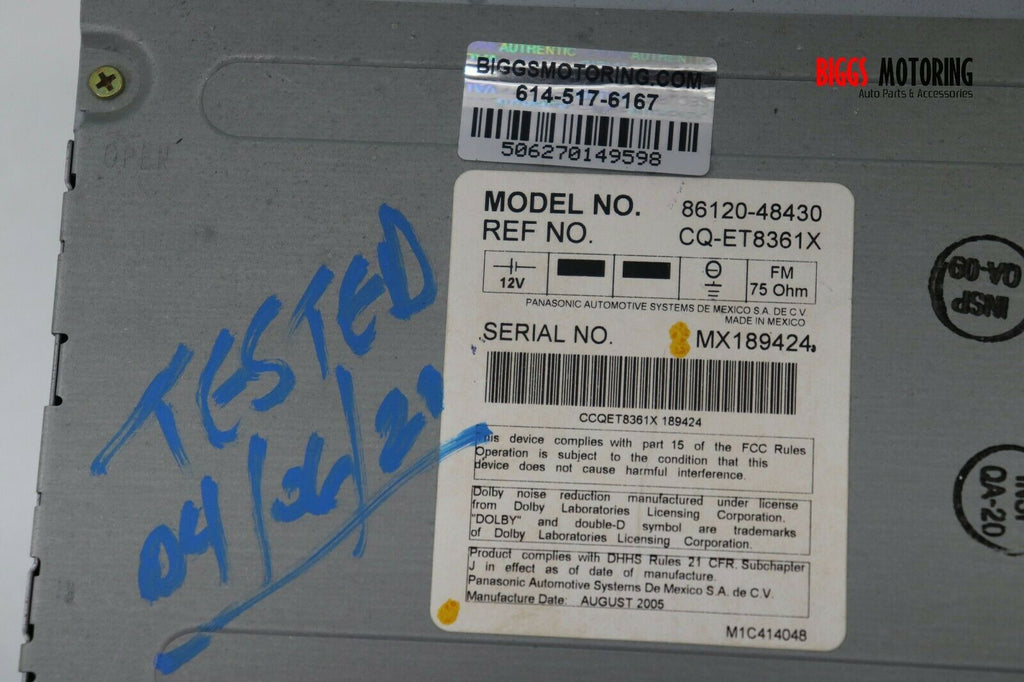 AUTHENTIC
BIGGSMOTORING.COM
614-517-6167
506270149598
BIGGS MOTORING
Auto Parts & Accessories
OPEN
MODEL NO. 86120-48430
REF NO. CQ-ET8361X
12V
FM
75 Ohm
PANASONIC AUTOMOTIVE SYSTEMS DE MEXICO S.A. DE C.V
MADE IN MEXICO
SERIAL NO. MX189424
CCQET8361X 189424
This device complies with part 15 of the FCC Rules
Operation is subject to the condition that this
device does not cause harmful interference.
Dolby noise reduction manufactured under license
from Dolby Laboratories Licensing Corporation.
"DOLBY" and double-D symbol are trademarks
of Dolby Laboratories Licensing Corporation.
Product complies with DHHS Rules 21 CFR. Subchapter
J in effect as of date of manufacture.
Panasonic Automotive Systems De Mexico S.A. de C.V.
Manufacture Date: AUGUST 2005
M1C414048
TESTED
04/06/2
INSP
QA-09
QA-20